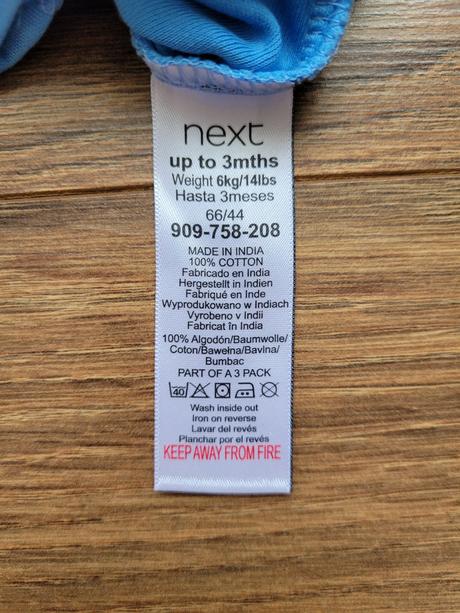 next
up to 3mths
Weight 6kg/14lbs
Hasta 3meses
66/44
909-758-208
MADE IN INDIA
100% COTTON
Fabricado en India
Hergestellt in Indien
Fabriqué en Inde
Wyprodukowano w Indiach
Vyrobeno v Indii
Fabricat în India
100% Algodón/Baumwolle/
Coton/Bawełna/Bavlna/
Bumbac
PART OF A 3 PACK
40
Wash inside out
Iron on reverse
Lavar del revés
Planchar por el revés
KEEP AWAY FROM FIRE